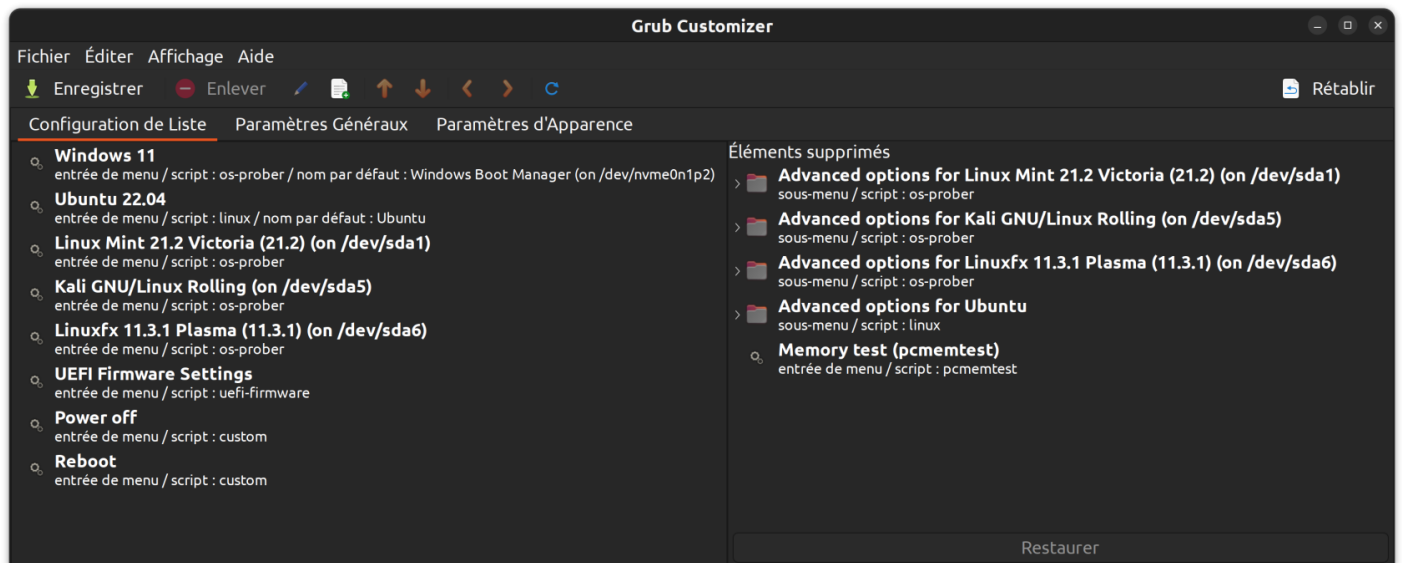 Grub Customizer
Fichier Éditer Affichage Aide
Enregistrer Enlever Rétablir
Configuration de Liste Paramètres Généraux Paramètres d'Apparence
Windows 11
entrée de menu / script : os-prober / nom par défaut : Windows Boot Manager (on /dev/nvme0n1p2)
Ubuntu 22.04
entrée de menu / script : linux / nom par défaut : Ubuntu
Linux Mint 21.2 Victoria (21.2) (on /dev/sda1)
entrée de menu / script : os-prober
Kali GNU/Linux Rolling (on /dev/sda5)
entrée de menu / script : os-prober
Linuxfx 11.3.1 Plasma (11.3.1) (on /dev/sda6)
entrée de menu / script : os-prober
UEFI Firmware Settings
entrée de menu / script : uefi-firmware
Power off
entrée de menu / script : custom
Reboot
entrée de menu / script : custom
Éléments supprimés
Advanced options for Linux Mint 21.2 Victoria (21.2) (on /dev/sda1)
sous-menu / script : os-prober
Advanced options for Kali GNU/Linux Rolling (on /dev/sda5)
sous-menu / script : os-prober
Advanced options for Linuxfx 11.3.1 Plasma (11.3.1) (on /dev/sda6)
sous-menu / script : os-prober
Advanced options for Ubuntu
sous-menu / script : linux
Memory test (pcmemtest)
entrée de menu / script : pcmemtest
Restaurer